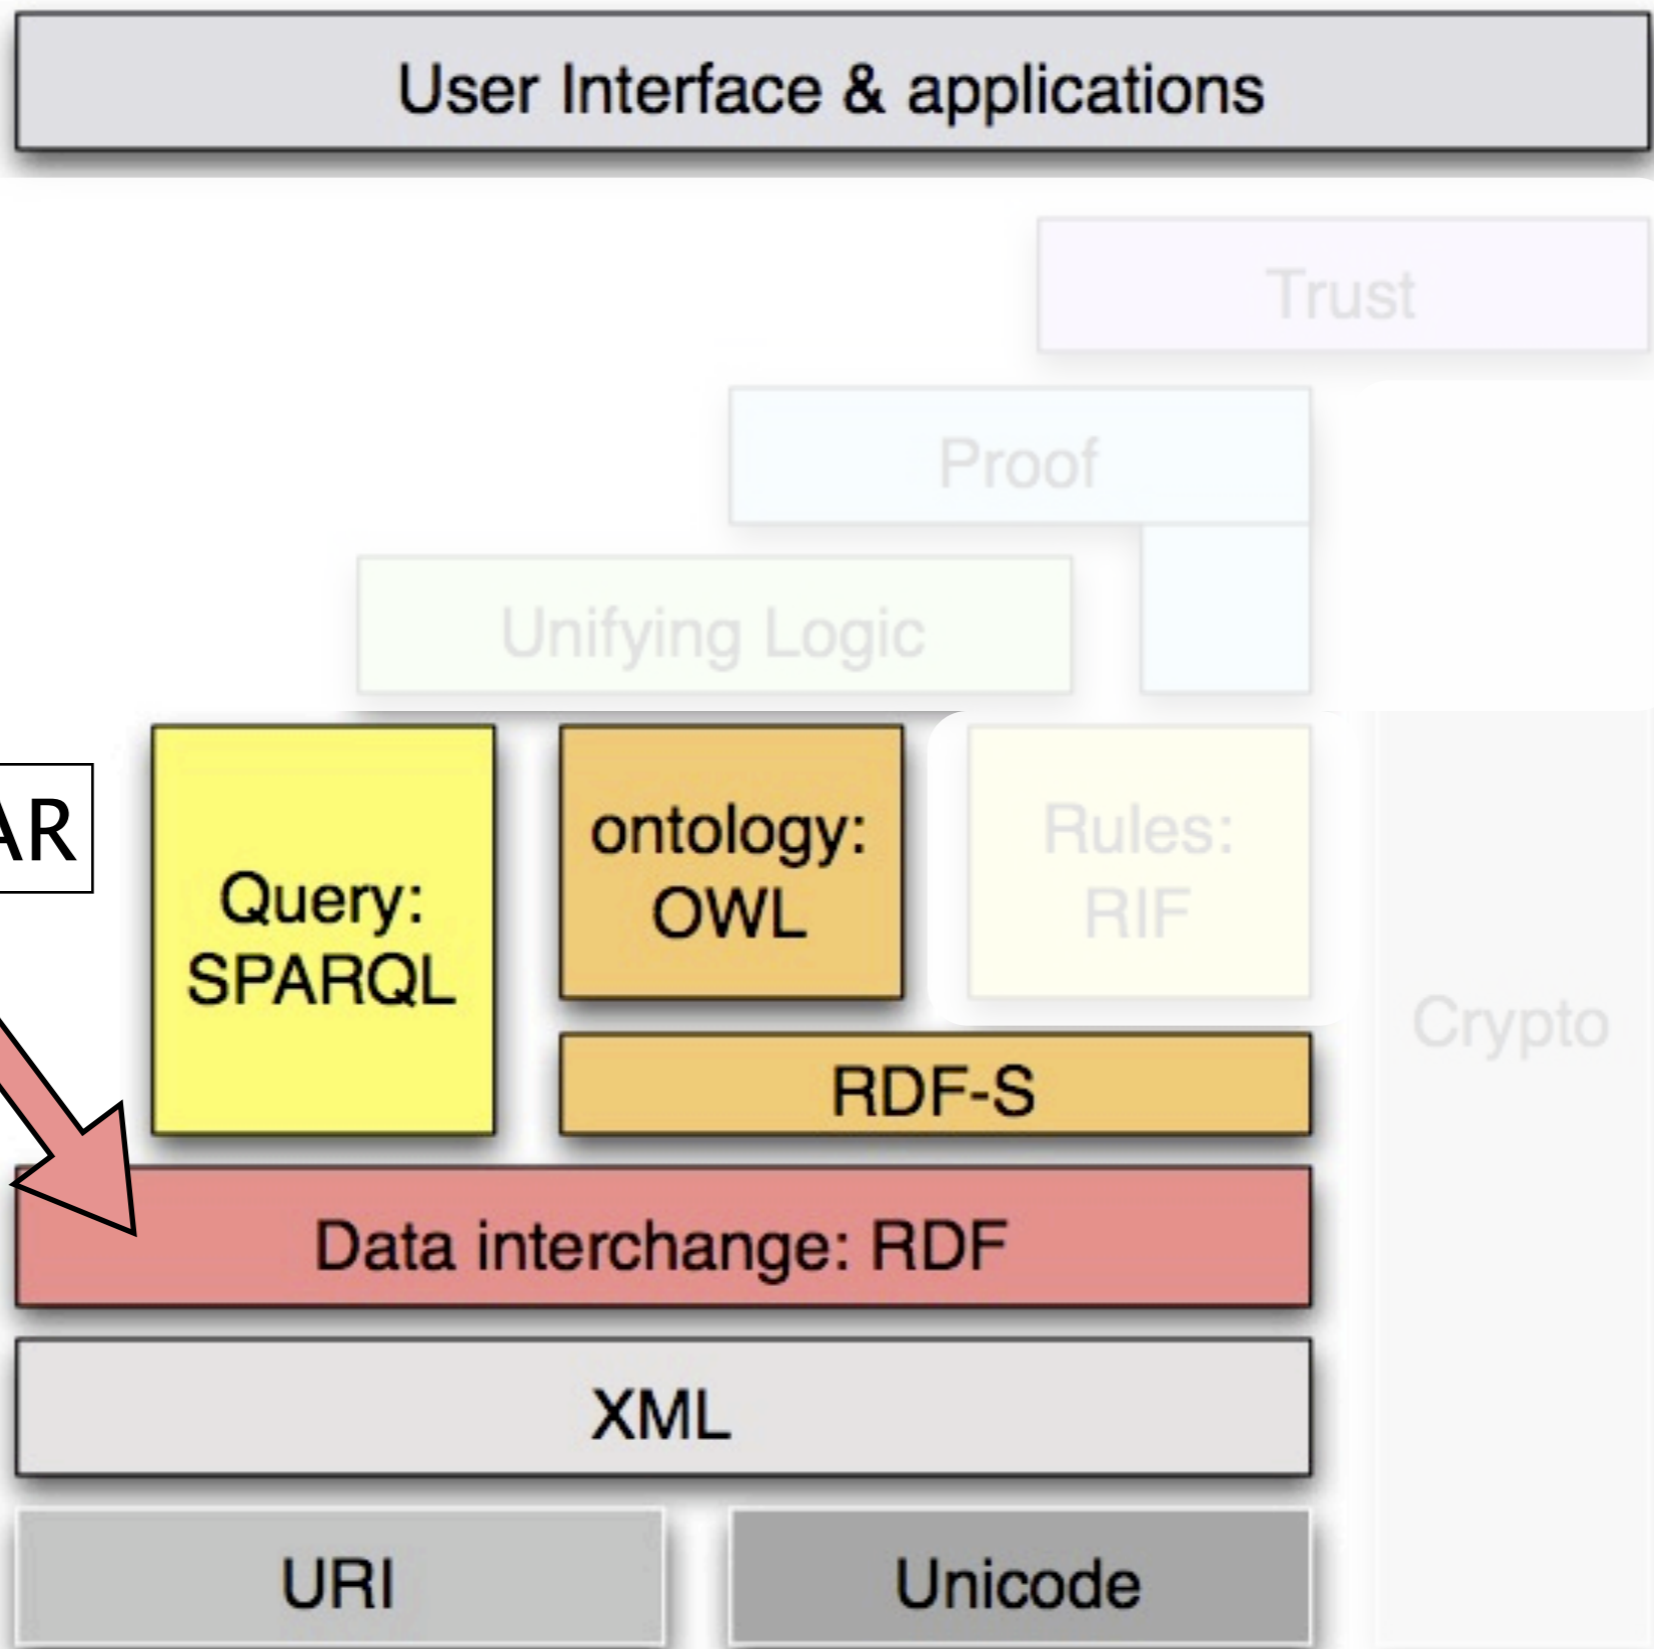 User Interface & applications
Trust
Proof
Unifying Logic
AR
Query:
SPARQL
ontology:
OWL
Rules:
RIF
Crypto
RDF-S
Data interchange: RDF
XML
URI
Unicode